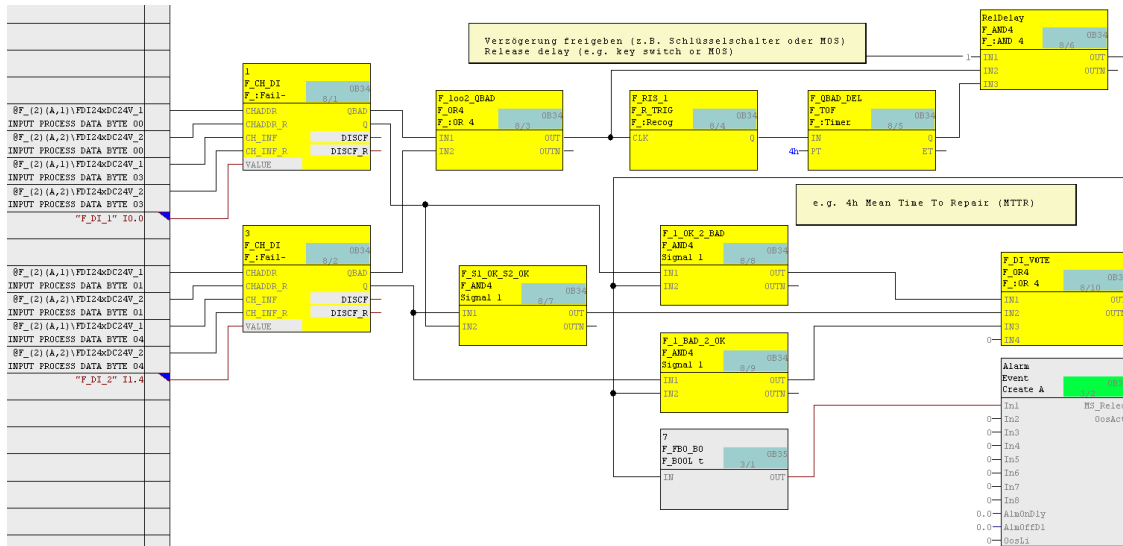 RelDelay
F_AND4
F_:AND 4
OB34
8/6
IN1
OUT
IN2
OUTN
IN3
1
Verzögerung freigeben (z.B. Schlüsselschalter oder MOS)
Release delay (e.g. key switch or MOS)
1
F_CH_DI
F_:Fail-
OB34
8/1
CHADDR
QBAD
CHADDR_R
Q
CH_INF
DISCF
CH_INF_R
DISCF_R
VALUE
@F_(2)(A,1)\FDI24xDC24V_1
INPUT PROCESS DATA BYTE 00
@F_(2)(A,2)\FDI24xDC24V_2
INPUT PROCESS DATA BYTE 00
@F_(2)(A,1)\FDI24xDC24V_1
INPUT PROCESS DATA BYTE 03
@F_(2)(A,2)\FDI24xDC24V_2
INPUT PROCESS DATA BYTE 03
"F_DI_1" I0.0
F_1oo2_QBAD
F_OR4
F_:OR 4
OB34
8/3
IN1
OUT
IN2
OUTN
F_RIS_1
F_R_TRIG
F_:Recog
OB34
8/4
CLK
Q
F_QBAD_DEL
F_TOF
F_:Timer
OB34
8/5
IN
Q
4h
PT
ET
e.g. 4h Mean Time To Repair (MTTR)
3
F_CH_DI
F_:Fail-
OB34
8/2
CHADDR
QBAD
CHADDR_R
Q
CH_INF
DISCF
CH_INF_R
DISCF_R
VALUE
@F_(2)(A,1)\FDI24xDC24V_1
INPUT PROCESS DATA BYTE 01
@F_(2)(A,2)\FDI24xDC24V_2
INPUT PROCESS DATA BYTE 01
@F_(2)(A,1)\FDI24xDC24V_1
INPUT PROCESS DATA BYTE 04
@F_(2)(A,2)\FDI24xDC24V_2
INPUT PROCESS DATA BYTE 04
"F_DI_2" I1.4
F_S1_OK_S2_OK
F_AND4
Signal 1
OB34
8/7
IN1
OUT
IN2
OUTN
F_1_OK_2_BAD
F_AND4
Signal 1
OB34
8/8
IN1
OUT
IN2
OUTN
F_DI_VOTE
F_OR4
F_:OR 4
8/10
IN1
OUT
IN2
OUTN
IN3
0
IN4
F_1_BAD_2_OK
F_AND4
Signal 1
OB34
8/9
IN1
OUT
IN2
OUTN
7
F_FBO_BO
F_BOOL t
OB35
3/1
IN
OUT
Alarm
Event
Create A
In1
0
In2
0
In3
0
In4
0
In5
0
In6
0
In7
0
In8
0.0
AlmOnDly
0.0
AlmOffDl
0
OosLi